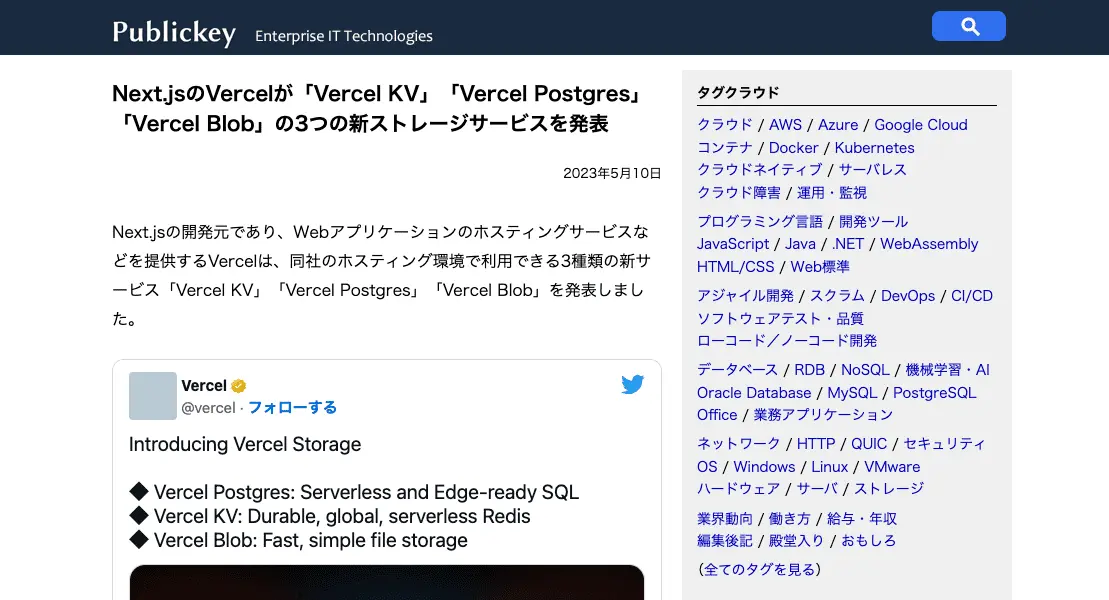 Publickey Enterprise IT Technologies
Next.jsのVercelが「Vercel KV」「Vercel Postgres」
「Vercel Blob」の3つの新ストレージサービスを発表
2023年5月10日
Next.jsの開発元であり、Webアプリケーションのホスティングサービスな
どを提供するVercelは、同社のホスティング環境で利用できる3種類の新サ
ービス「Vercel KV」「Vercel Postgres」「Vercel Blob」を発表しまし
た。
Vercel
@vercel · フォローする
Introducing Vercel Storage
◆ Vercel Postgres: Serverless and Edge-ready SQL
◆ Vercel KV: Durable, global, serverless Redis
◆ Vercel Blob: Fast, simple file storage
タグクラウド
クラウド / AWS / Azure / Google Cloud
コンテナ / Docker / Kubernetes
クラウドネイティブ / サーバレス
クラウド障害 / 運用・監視
プログラミング言語 / 開発ツール
JavaScript / Java / .NET / WebAssembly
HTML/CSS / Web標準
アジャイル開発 / スクラム / DevOps / CI/CD
ソフトウェアテスト・品質
ローコード／ノーコード開発
データベース / RDB / NoSQL / 機械学習・AI
Oracle Database / MySQL / PostgreSQL
Office / 業務アプリケーション
ネットワーク / HTTP / QUIC / セキュリティ
OS / Windows / Linux / VMware
ハードウェア / サーバ / ストレージ
業界動向 / 働き方 / 給与・年収
編集後記 / 殿堂入り / おもしろ
(全てのタグを見る)